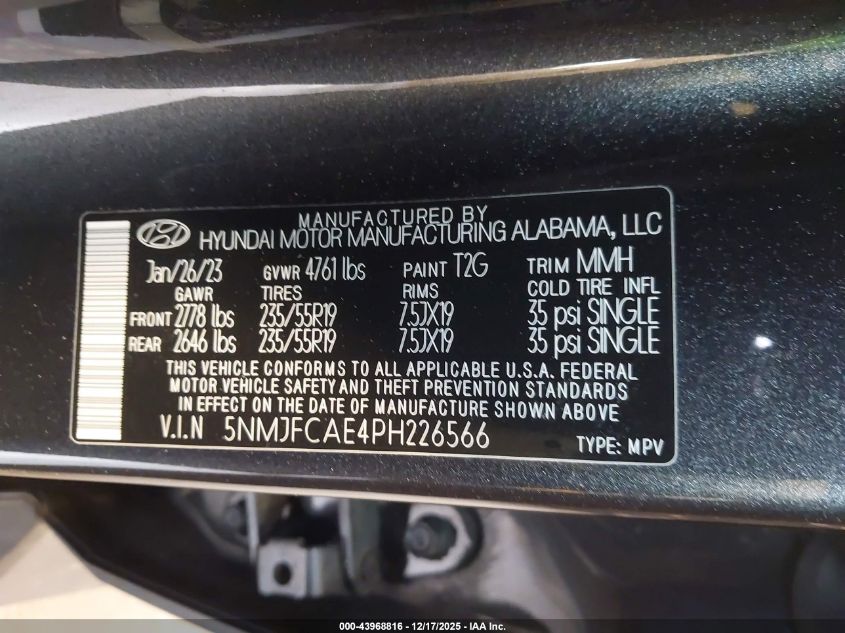 MANUFACTURED BY
HYUNDAI MOTOR MANUFACTURING ALABAMA, LLC
Jan/26/23 GVWR 4761 lbs PAINT T2G TRIM MMH
GAWR TIRES RIMS COLD TIRE INFL
FRONT 2778 lbs 235/55R19 7.5JX19 35 psi SINGLE
REAR 2646 lbs 235/55R19 7.5JX19 35 psi SINGLE
THIS VEHICLE CONFORMS TO ALL APPLICABLE U.S.A. FEDERAL
MOTOR VEHICLE SAFETY AND THEFT PREVENTION STANDARDS
IN EFFECT ON THE DATE OF MANUFACTURE SHOWN ABOVE
V.I.N 5NMJFCAE4PH226566 TYPE: MPV
000-43968816 - 12/17/2025 - IAA Inc.